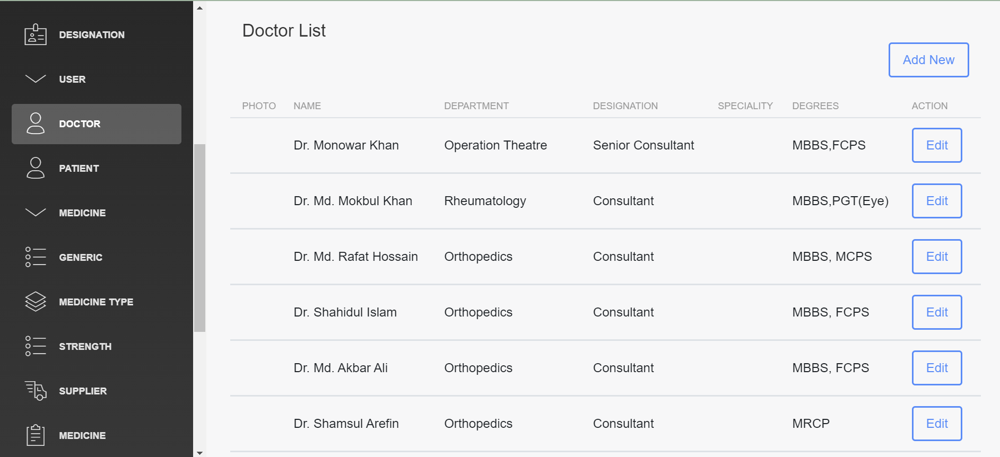 DESIGNATION
USER
DOCTOR
PATIENT
MEDICINE
GENERIC
MEDICINE TYPE
STRENGTH
SUPPLIER
MEDICINE
Doctor List
Add New
PHOTO NAME DEPARTMENT DESIGNATION SPECIALITY DEGREES ACTION
Dr. Monowar Khan Operation Theatre Senior Consultant MBBS,FCPS Edit
Dr. Md. Mokbul Khan Rheumatology Consultant MBBS,PGT(Eye) Edit
Dr. Md. Rafat Hossain Orthopedics Consultant MBBS, MCPS Edit
Dr. Shahidul Islam Orthopedics Consultant MBBS, FCPS Edit
Dr. Md. Akbar Ali Orthopedics Consultant MBBS, FCPS Edit
Dr. Shamsul Arefin Orthopedics Consultant MRCP Edit